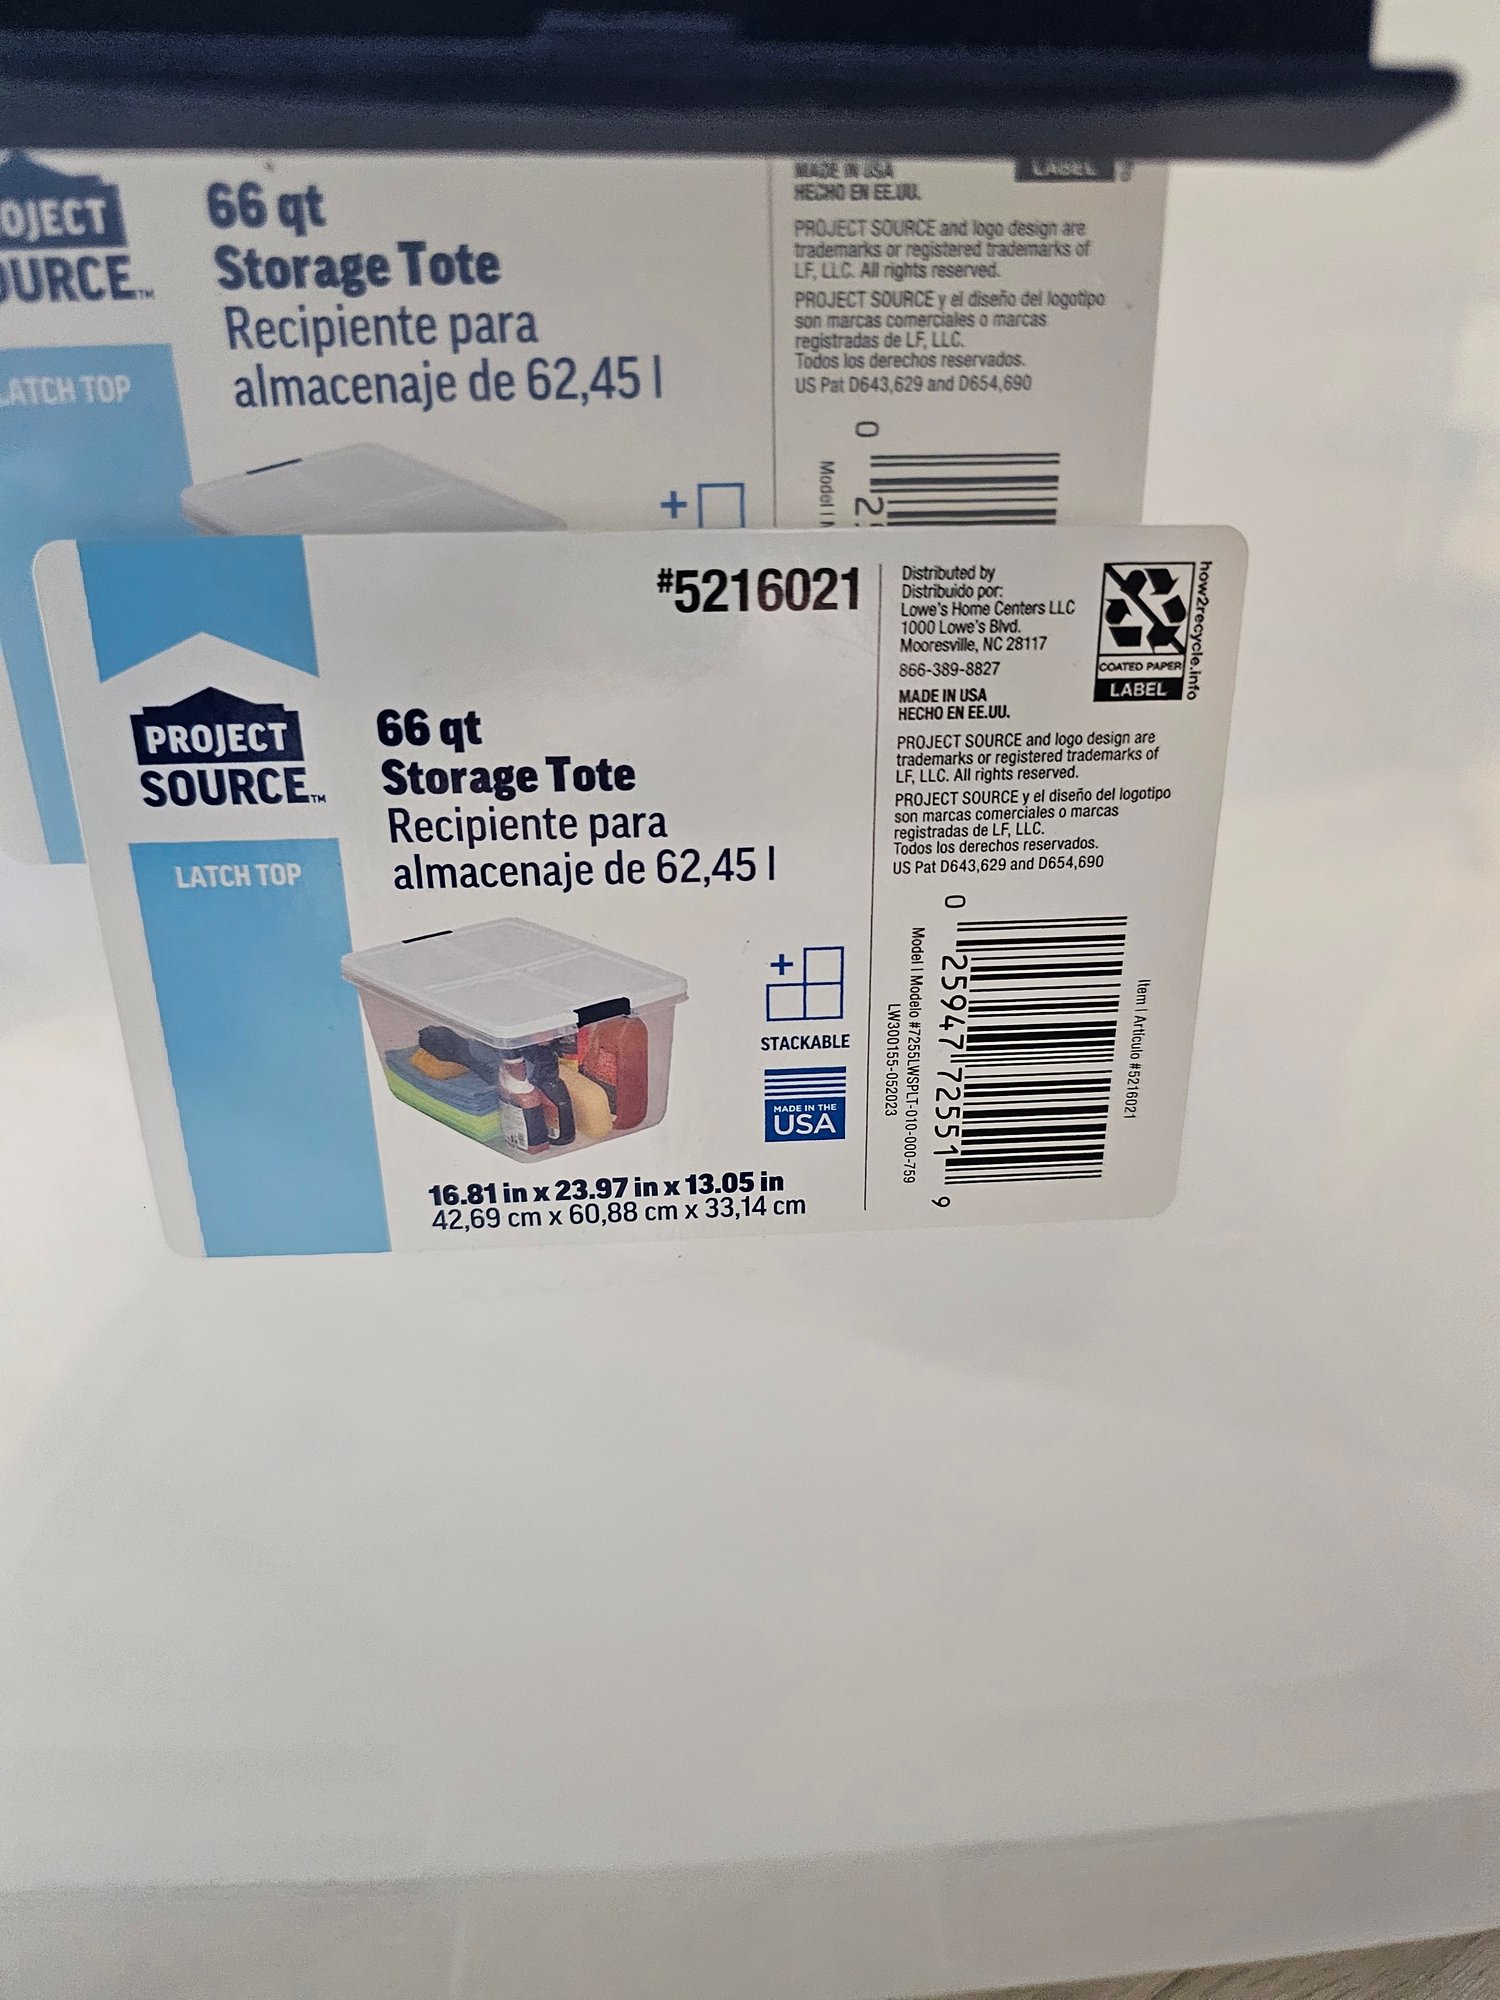 OJECT
OURCE™
LATCH TOP
66 qt
Storage Tote
Recipiente para
almacenaje de 62,45 l
+
MADE IN USA
HECHO EN EE.UU.
LABEL
PROJECT SOURCE and logo design are
trademarks or registered trademarks of
LF, LLC. All rights reserved.
PROJECT SOURCE y el diseño del logotipo
son marcas comerciales o marcas
registradas de LF, LLC.
Todos los derechos reservados.
US Pat D643,629 and D654,690
0 2
Model |
#5216021
PROJECT
SOURCE™
LATCH TOP
66 qt
Storage Tote
Recipiente para
almacenaje de 62,45 l
+
STACKABLE
MADE IN THE
USA
16.81 in x 23.97 in x 13.05 in
42,69 cm x 60,88 cm x 33,14 cm
Distributed by
Distribuido por:
Lowe's Home Centers LLC
1000 Lowe's Blvd.
Mooresville, NC 28117
866-389-8827
MADE IN USA
HECHO EN EE.UU.
COATED PAPER
LABEL
how2recycle.info
PROJECT SOURCE and logo design are
trademarks or registered trademarks of
LF, LLC. All rights reserved.
PROJECT SOURCE y el diseño del logotipo
son marcas comerciales o marcas
registradas de LF, LLC.
Todos los derechos reservados.
US Pat D643,629 and D654,690
Item | Artículo #5216021
0 25947 72551 9
Model | Modelo #7255LWSPLT-010-000-759
LW300155-052023